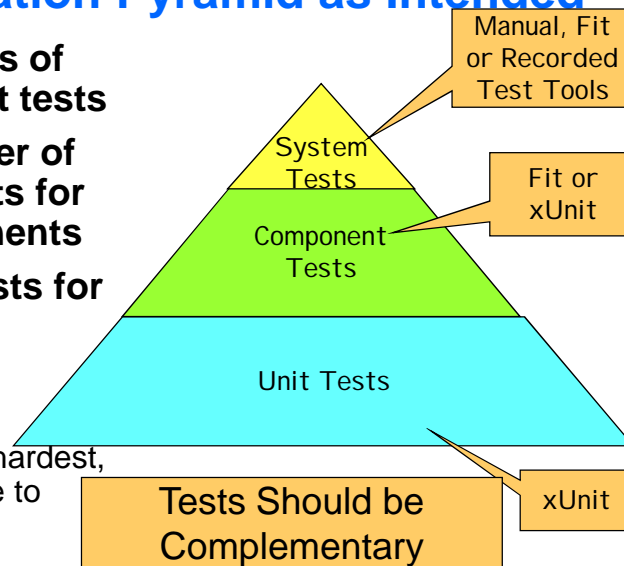 ation Pyramid as Intended
s of
t tests
er of
ts for
nents
sts for
hardest,
e to
Manual, Fit
or Recorded
Test Tools
System
Tests
Fit or
xUnit
Component
Tests
Unit Tests
xUnit
Tests Should be
Complementary